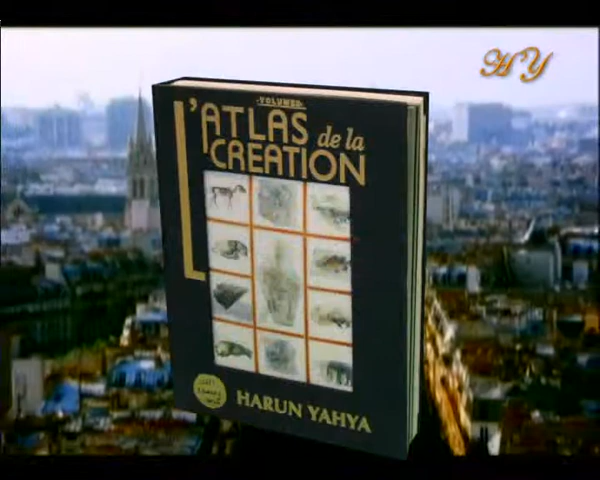 HY
·VOLUME·
L'ATLAS
de la
CREATION
HARUN YAHYA